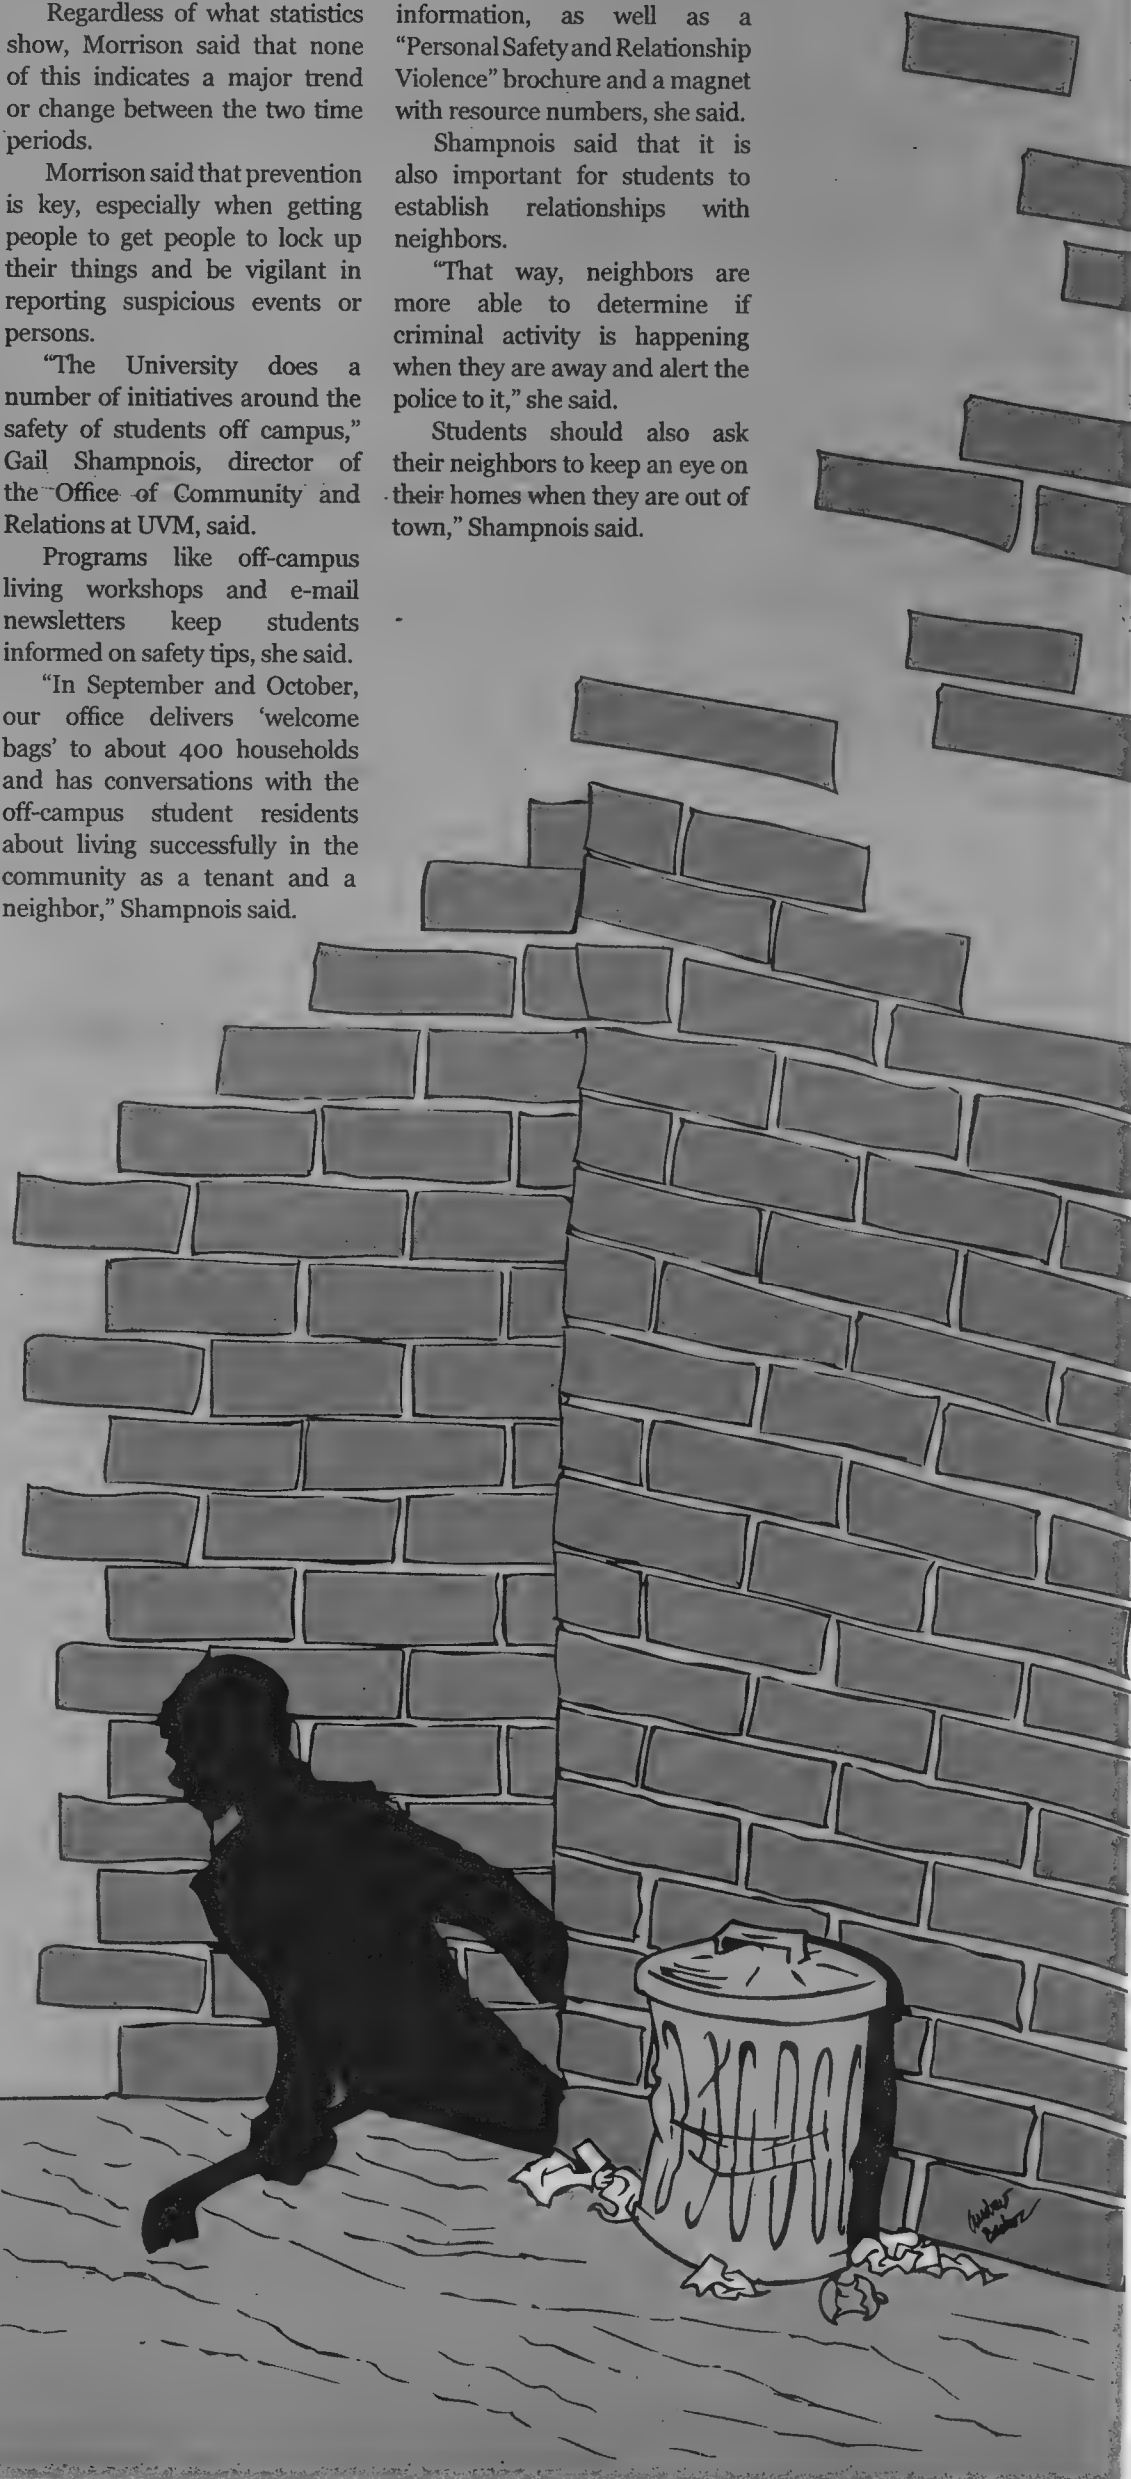 Regardless of what statistics
show, Morrison said that none
of this indicates a major trend
or change between the two time
periods.
Morrison said that prevention
is key, especially when getting
people to get people to lock up
their things and be vigilant in
reporting suspicious events or
persons.
“The University does a
number of initiatives around the
safety of students off campus,”
Gail Shampnois, director of
the Office of Community and
Relations at UVM, said.
Programs like off-campus
living workshops and e-mail
newsletters keep students
informed on safety tips, she said.
“In September and October,
our office delivers ‘welcome
bags’ to about 400 households
and has conversations with the
off-campus student residents
about living successfully in the
community as a tenant and a
neighbor,” Shampnois said.
information, as well as a
“Personal Safety and Relationship
Violence” brochure and a magnet
with resource numbers, she said.
Shampnois said that it is
also important for students to
establish relationships with
neighbors.
“That way, neighbors are
more able to determine if
criminal activity is happening
when they are away and alert the
police to it,” she said.
Students should also ask
their neighbors to keep an eye on
their homes when they are out of
town,” Shampnois said.